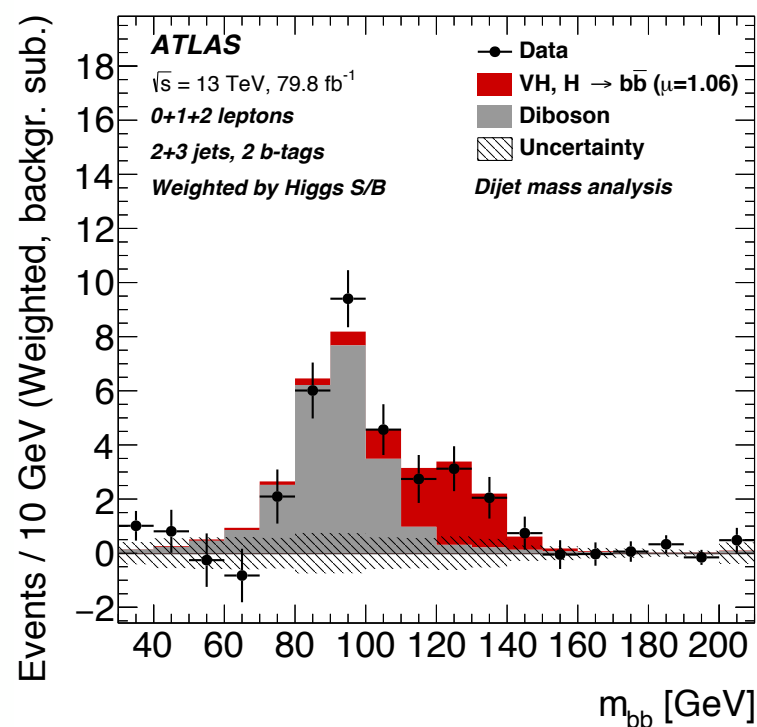 ATLAS
√s = 13 TeV, 79.8 fb⁻¹
0+1+2 leptons
2+3 jets, 2 b-tags
Weighted by Higgs S/B
Data
VH, H → bb̅ (μ=1.06)
Diboson
Uncertainty
Dijet mass analysis
Events / 10 GeV (Weighted, backgr. sub.)
18
16
14
12
10
8
6
4
2
0
−2
40 60 80 100 120 140 160 180 200
m_bb [GeV]